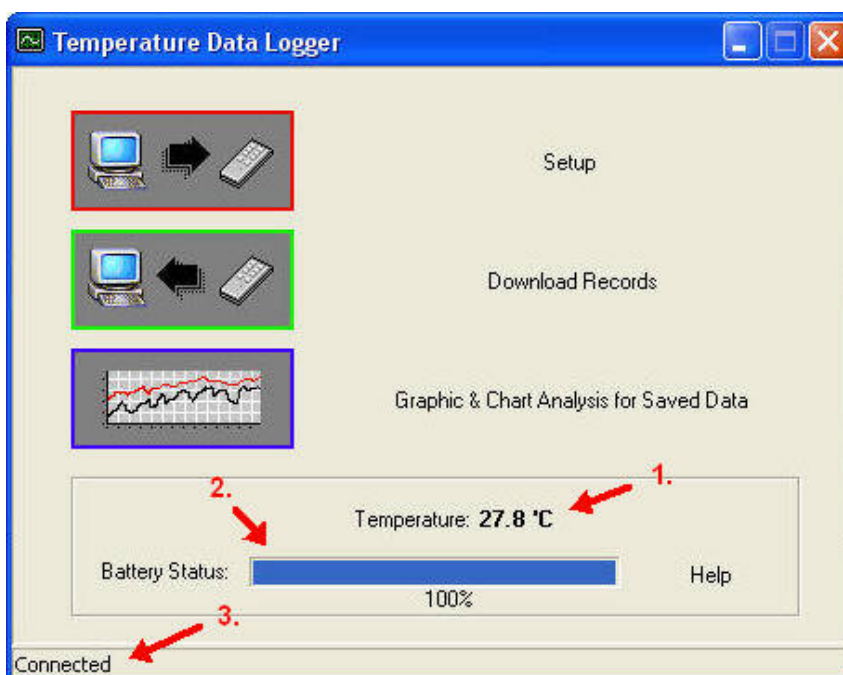 Temperature Data Logger
Setup
Download Records
Graphic & Chart Analysis for Saved Data
1.
2.
Temperature: 27.8 'C
Battery Status:
Help
100%
3.
Connected